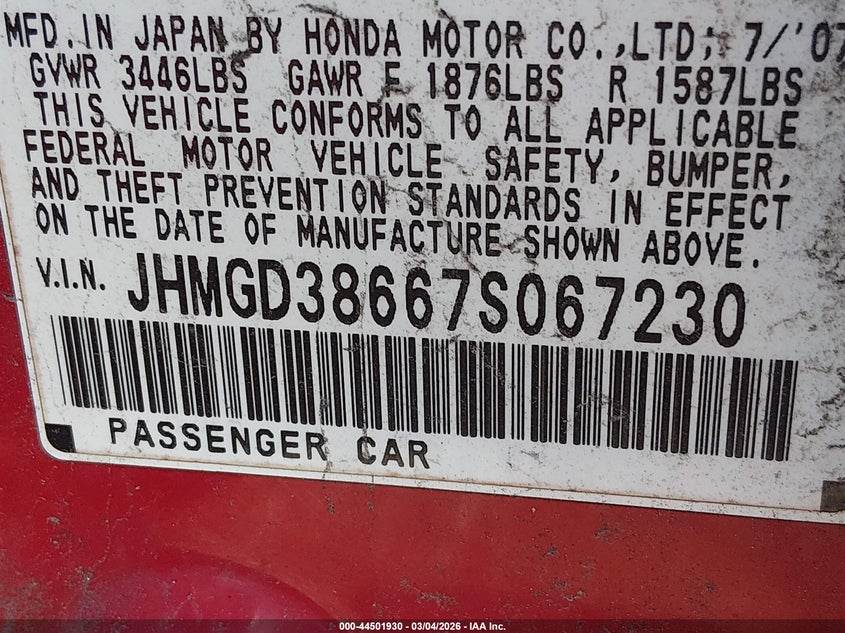 MFD. IN JAPAN BY HONDA MOTOR CO., LTD; 7/'07
GVWR 3446LBS GAWR F 1876LBS R 1587LBS
THIS VEHICLE CONFORMS TO ALL APPLICABLE
FEDERAL MOTOR VEHICLE SAFETY, BUMPER,
AND THEFT PREVENTION STANDARDS IN EFFECT
ON THE DATE OF MANUFACTURE SHOWN ABOVE.
V.I.N. JHMGD38667S067230
PASSENGER CAR
000-44501930 - 03/04/2026 - IAA Inc.